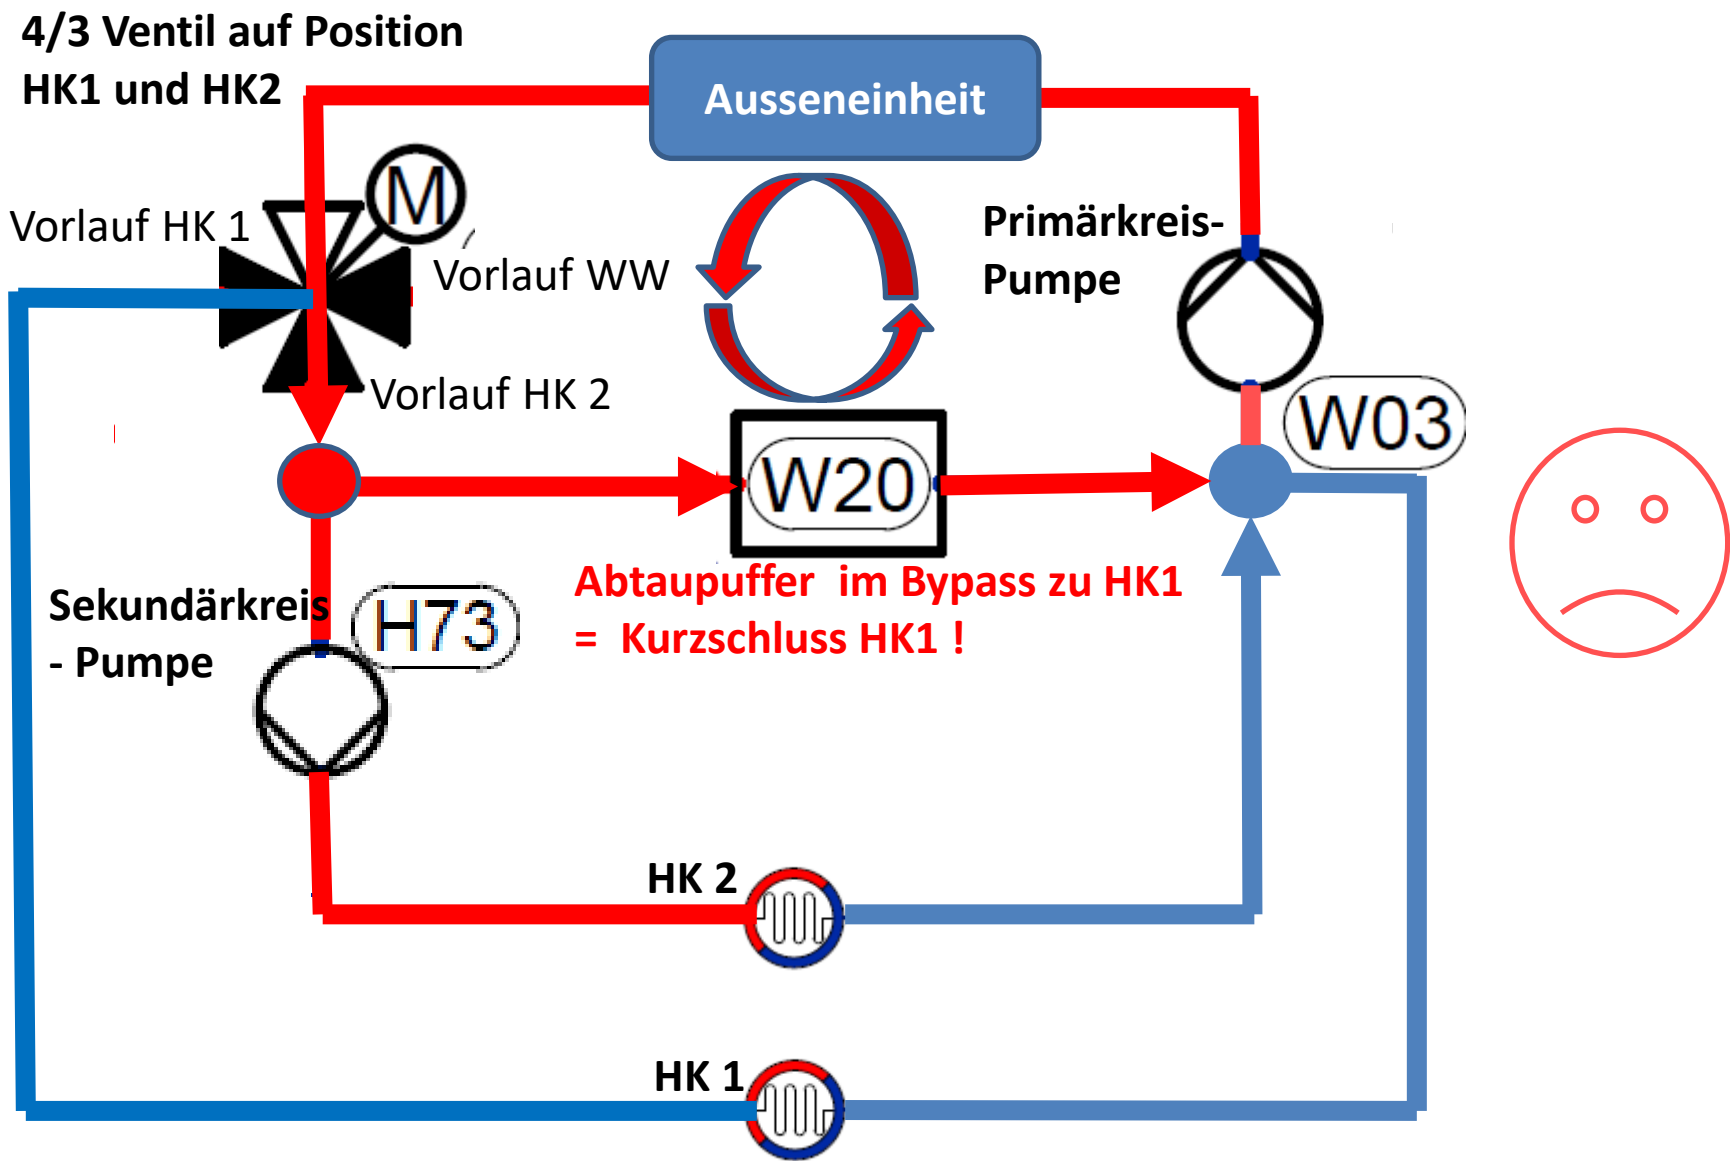 4/3 Ventil auf Position
HK1 und HK2
Ausseneinheit
M
Vorlauf HK 1
Vorlauf WW
Primärkreis-
Pumpe
Vorlauf HK 2
W03
W20
Abtaupuffer im Bypass zu HK1
= Kurzschluss HK1 !
Sekundärkreis
- Pumpe
H73
HK 2
HK 1